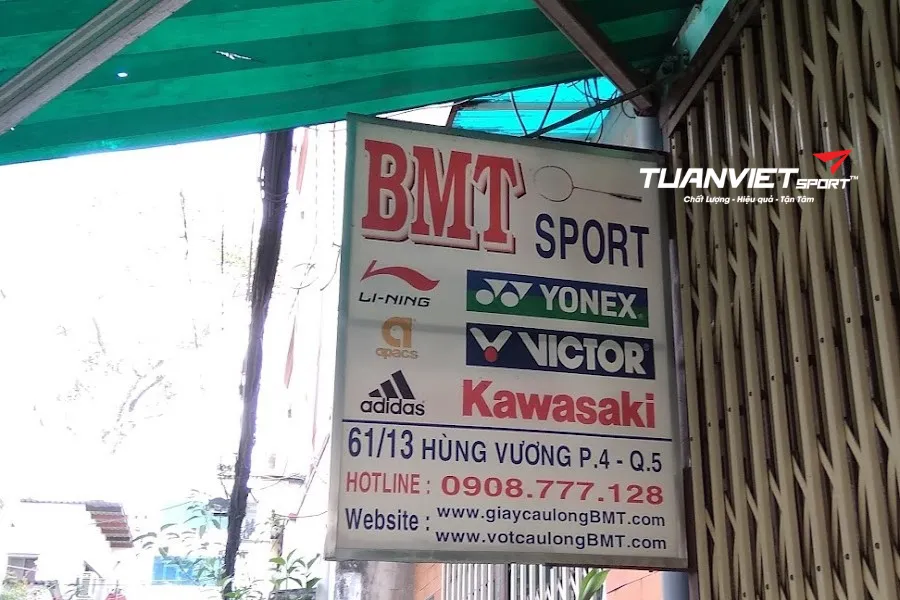 BMT
SPORT
LI-NING
YONEX
apacs
VICTOR
adidas
Kawasaki
61/13 HÙNG VƯƠNG P.4 - Q.5
HOTLINE : 0908.777.128
Website : www.giaycaulongBMT.com
www.votcaulongBMT.com
TUANVIET SPORT™
Chất Lượng - Hiệu quả - Tận Tâm